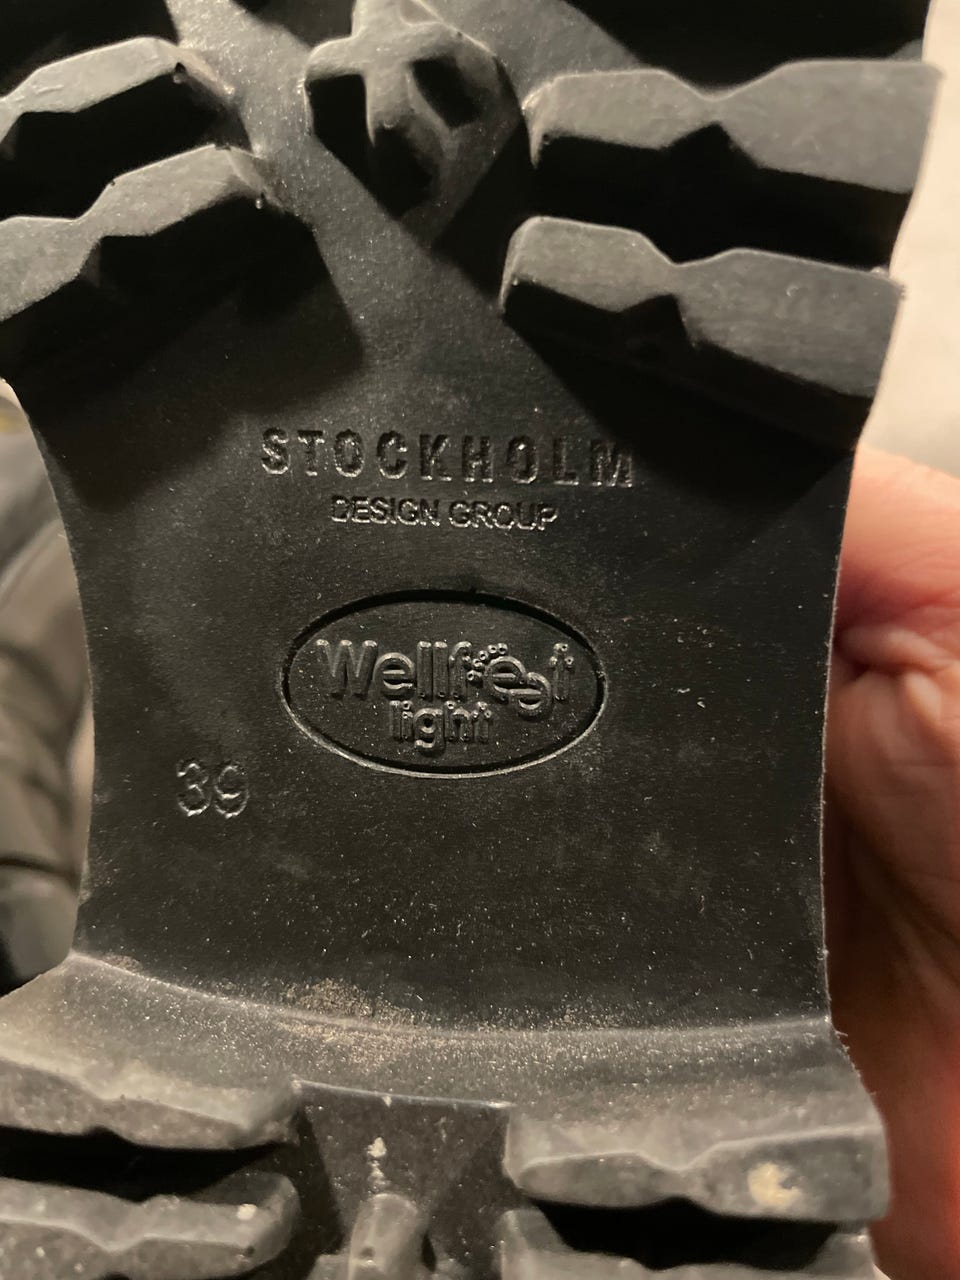 STOCKHOLM
DESIGN GROUP
Wellfeet
light
39